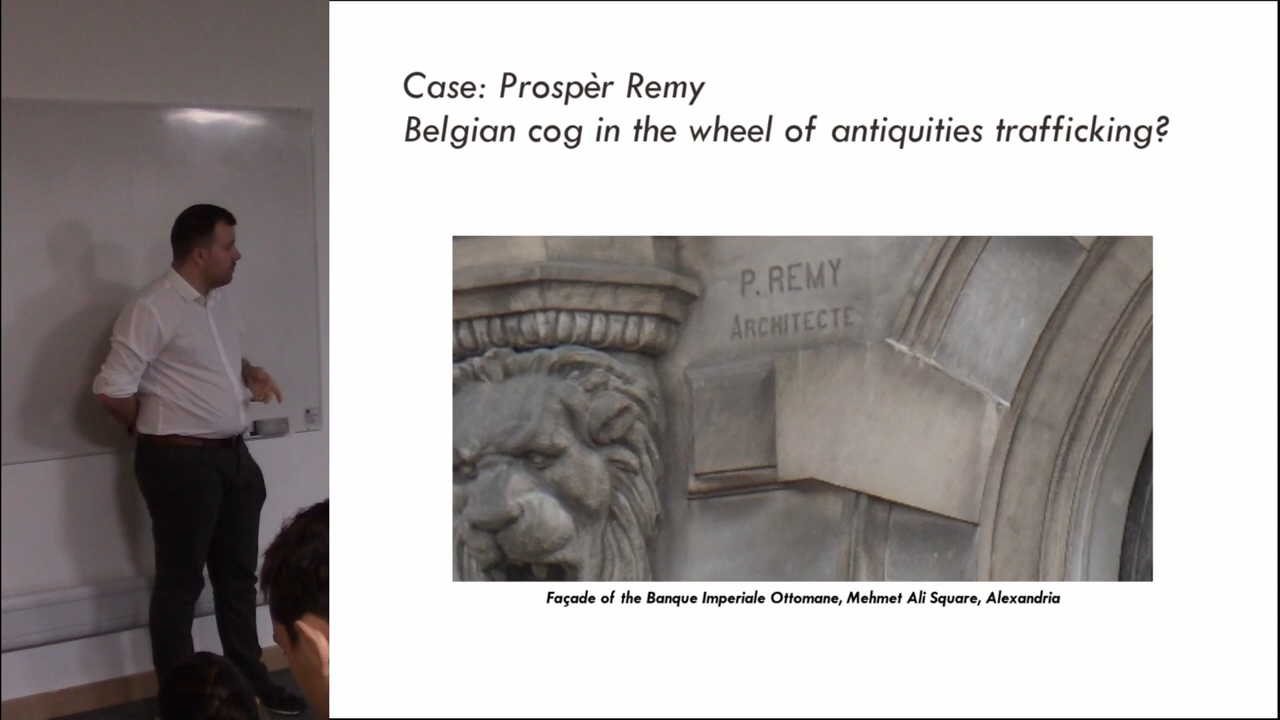 Case: Prospèr Remy
Belgian cog in the wheel of antiquities trafficking?
P. REMY
ARCHITECTE
Façade of the Banque Imperiale Ottomane, Mehmet Ali Square, Alexandria